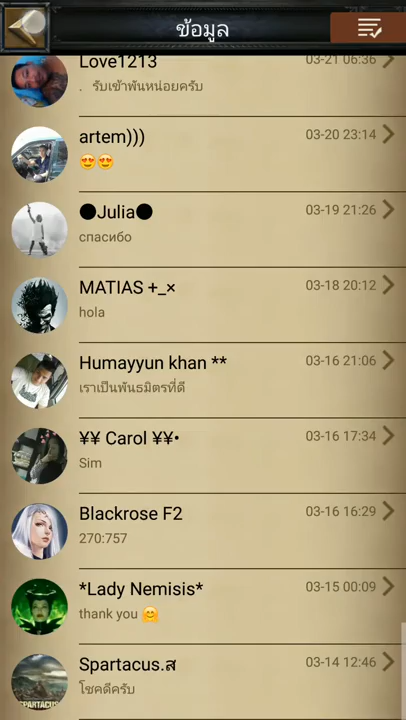 ข้อมูล
Love1213
03-21 06:36
. รับเข้าพันหน่อยครับ
artem)))
03-20 23:14
😍😍
●Julia●
03-19 21:26
спасибо
MATIAS +_×
03-18 20:12
hola
Humayyun khan **
03-16 21:06
เราเป็นพันธมิตรที่ดี
¥¥ Carol ¥¥•
03-16 17:34
Sim
Blackrose F2
03-16 16:29
270:757
*Lady Nemisis*
03-15 00:09
thank you 🤗
Spartacus.ส
03-14 12:46
โชคดีครับ
SPARTACUS